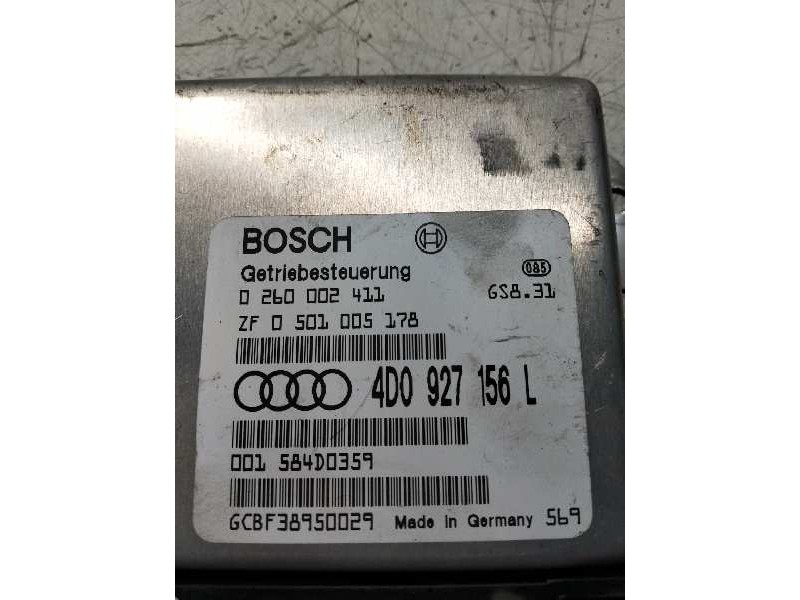 BOSCH
Getriebesteuerung
085
0 260 002 411
GS8.31
ZF 0 501 005 178
4D0 927 156 L
001 584D0359
GCBF38950029 Made in Germany 569